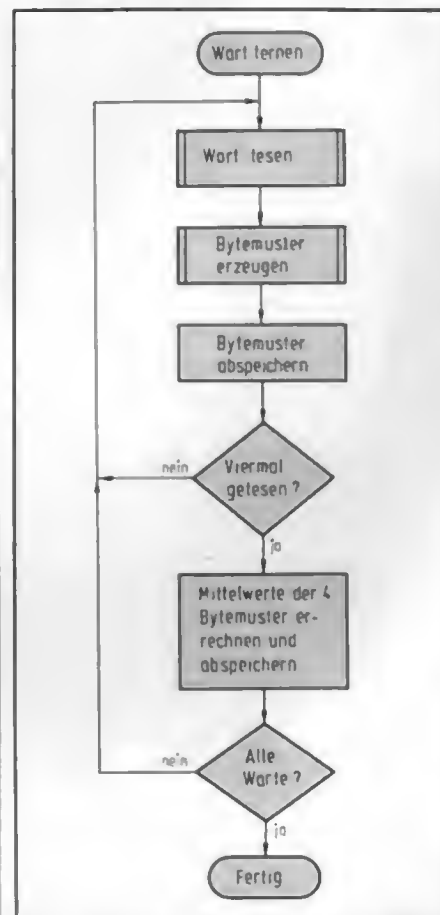 Wort lernen
Wort lesen
Bytemuster
erzeugen
Bytemuster
abspeichern
Viermal
gelesen ?
nein
ja
Mittelwerte der 4
Bytemuster er-
rechnen und
abspeichern
Alle
Worte ?
nein
ja
Fertig